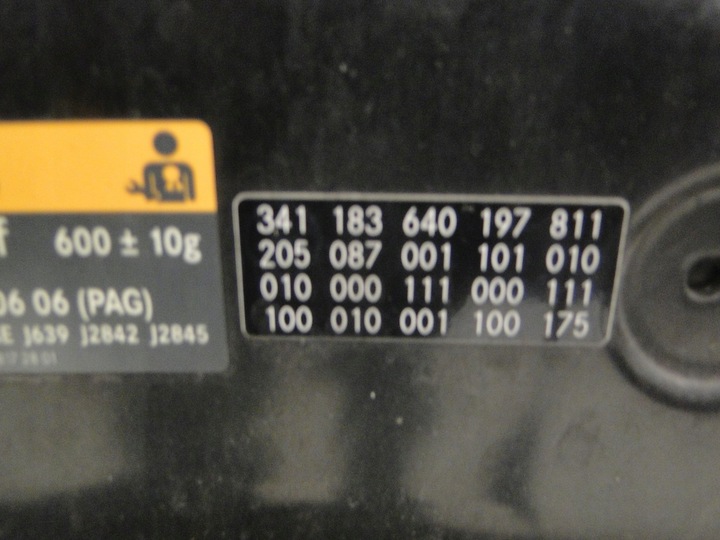 600 ± 10g
06 06 (PAG)
J639 J2842 J2845
341 183 640 197 811
205 087 001 101 010
010 000 111 000 111
100 010 001 100 175